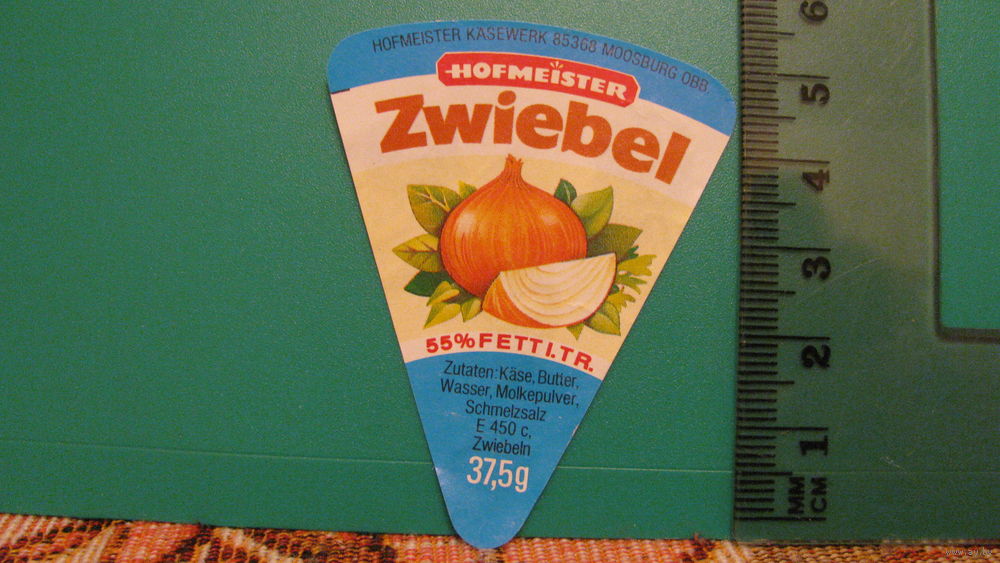 HOFMEISTER KÄSEWERK 85368 MOOSBURG OBB
HOFMEISTER
Zwiebel
55% FETT I.TR.
Zutaten: Käse, Butter,
Wasser, Molkepulver,
Schmelzsalz
E 450 c,
Zwiebeln
37,5g
6
5
4
3
2
1
MM
CM